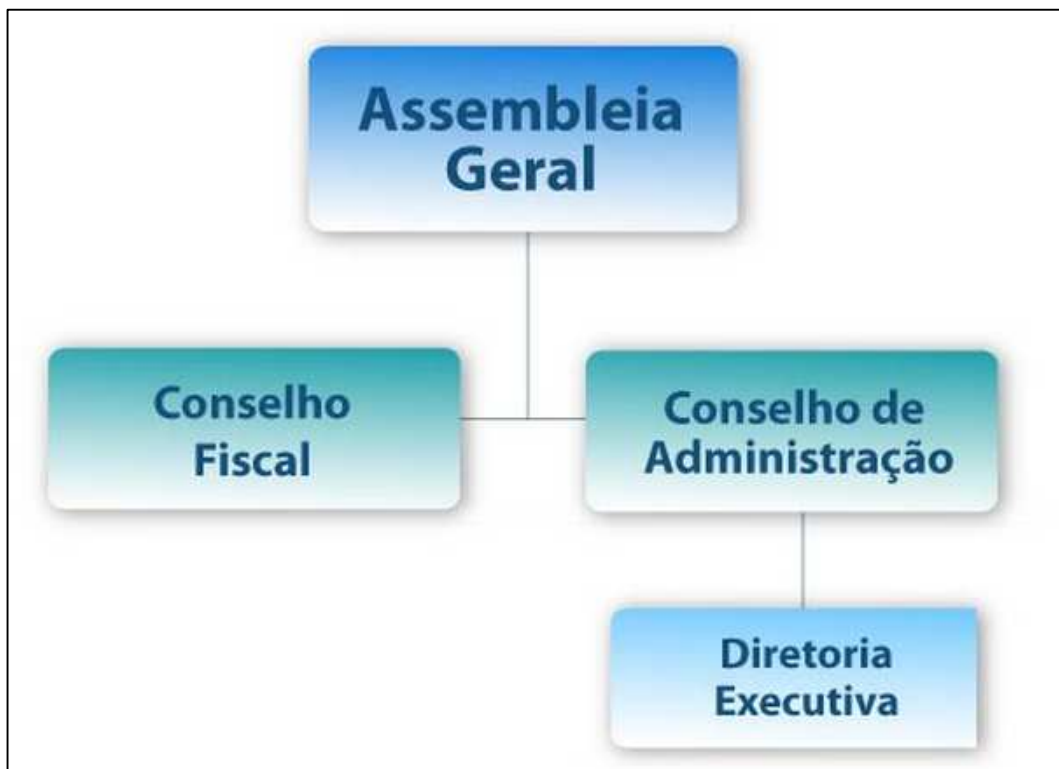 Assembleia
Geral
Conselho
Fiscal
Conselho de
Administração
Diretoria
Executiva